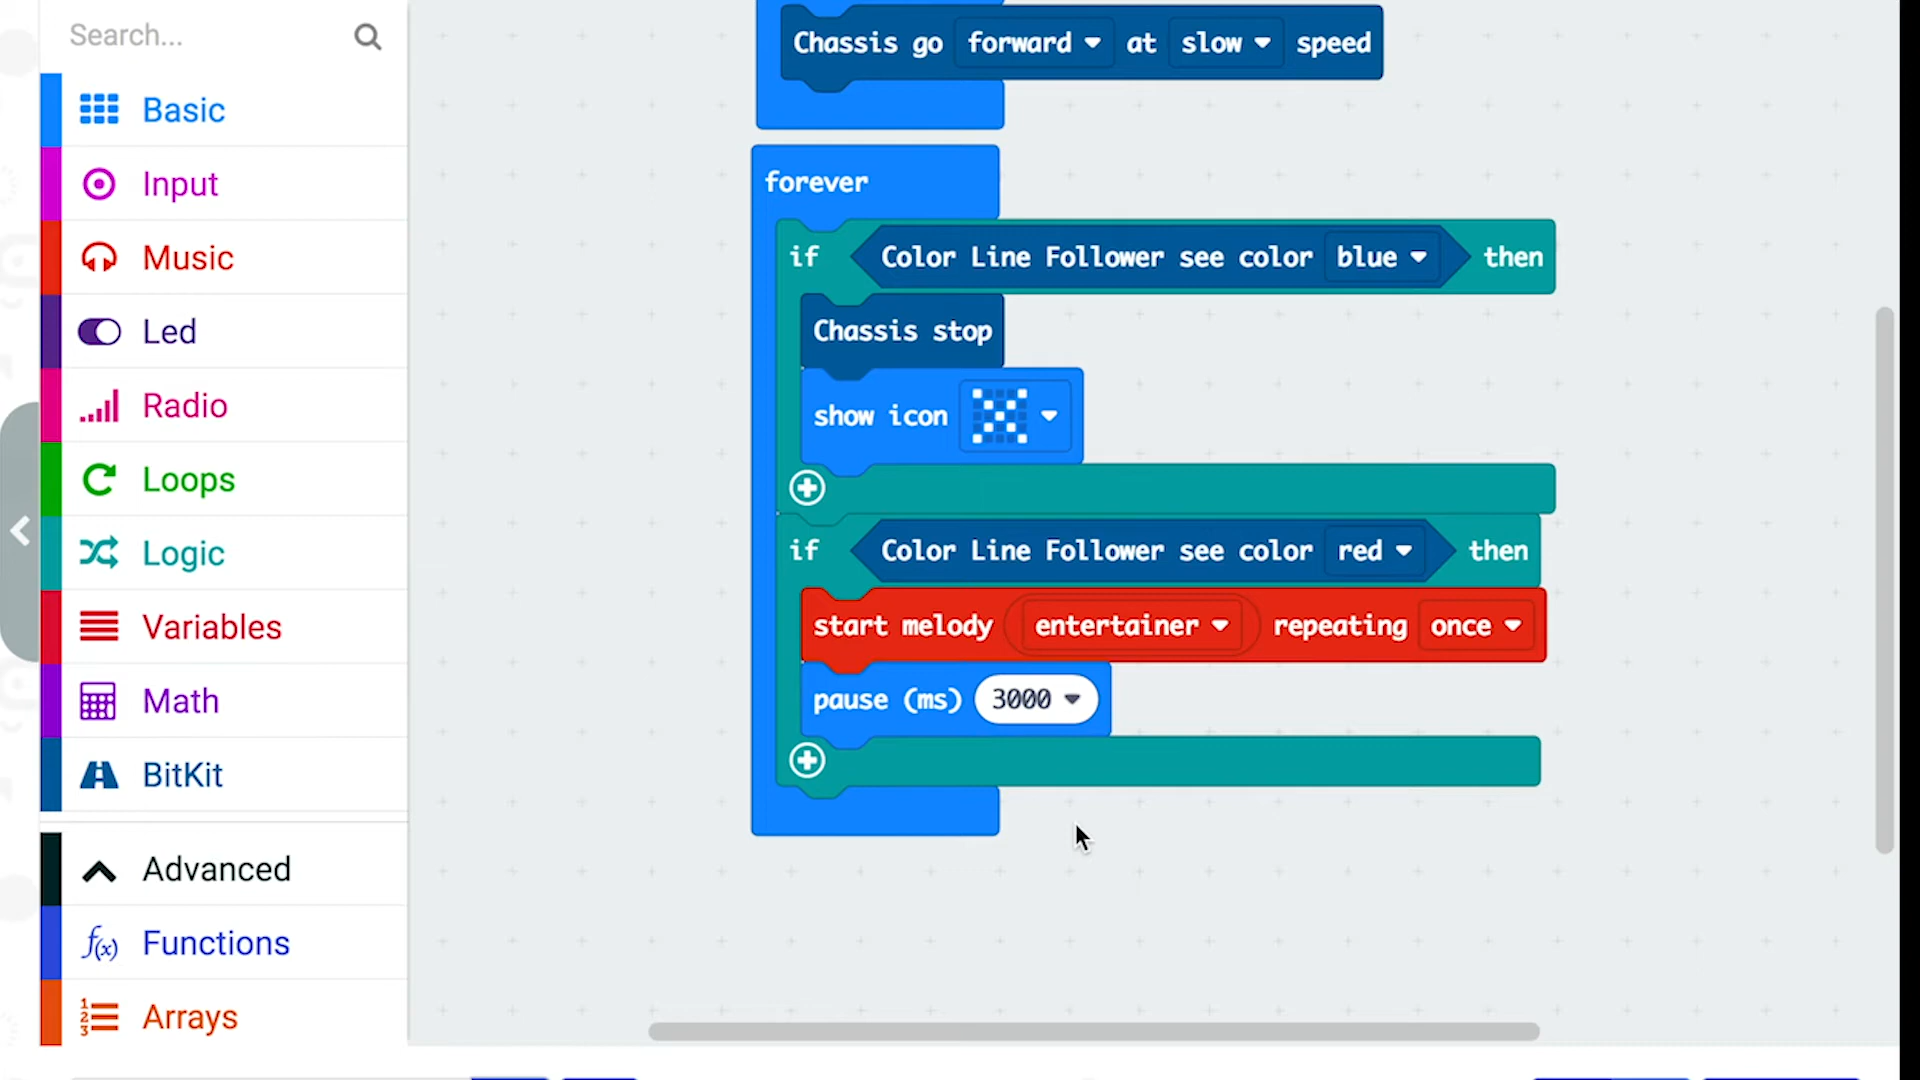 Search...
Basic
Input
Music
Led
Radio
Loops
Logic
Variables
Math
BitKit
Advanced
Functions
Arrays
Chassis go forward at slow speed
forever
if Color Line Follower see color blue then
Chassis stop
show icon
if Color Line Follower see color red then
start melody entertainer repeating once
pause (ms) 3000